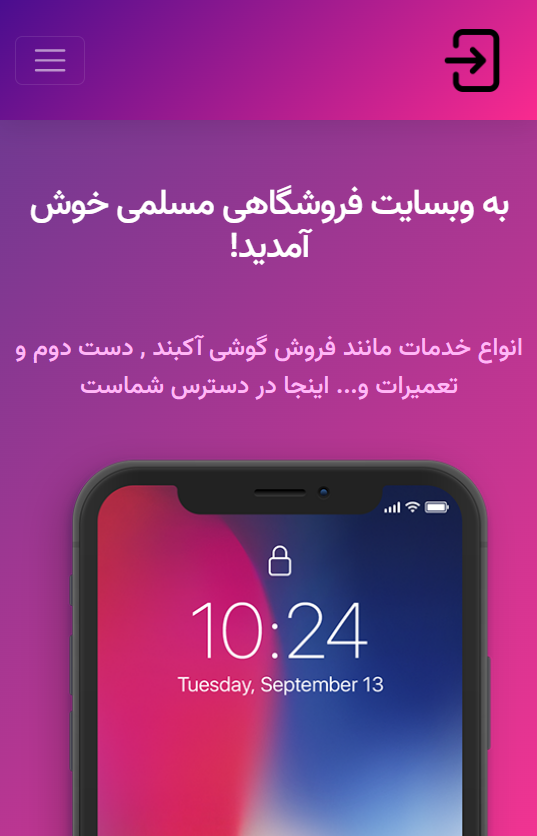 به وبسایت فروشگاهی مسلمی خوش
آمدید!
انواع خدمات مانند فروش گوشی آکبند , دست دوم و
تعمیرات و... اینجا در دسترس شماست
10:24
Tuesday, September 13